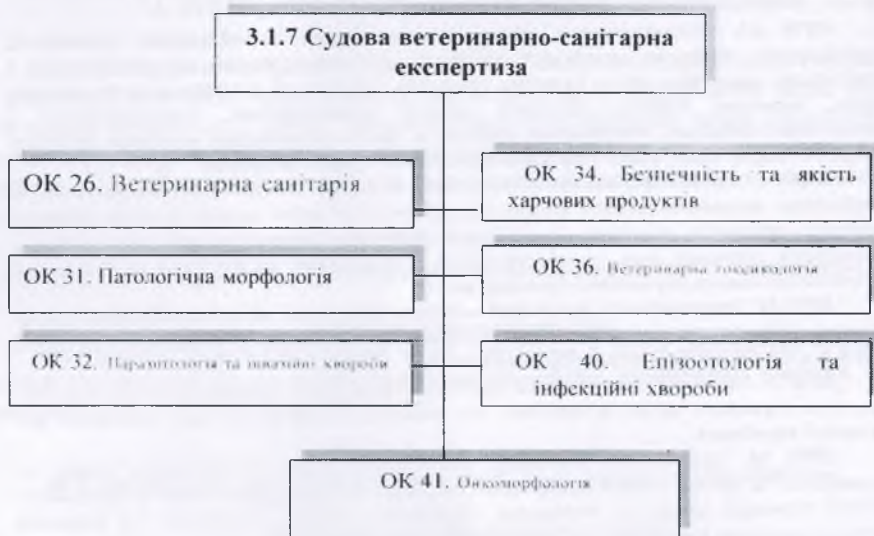 3.1.7 Судова ветеринарно-санітарна
експертиза
ОК 26. Ветеринарна санітарія
ОК 34. Безпечність та якість
харчових продуктів
ОК 31. Патологічна морфологія
ОК 36. Ветеринарна токсикологія
ОК 32. Паразитологія та інвазійні хвороби
ОК 40. Епізоотологія та
інфекційні хвороби
ОК 41. Онкоморфологія